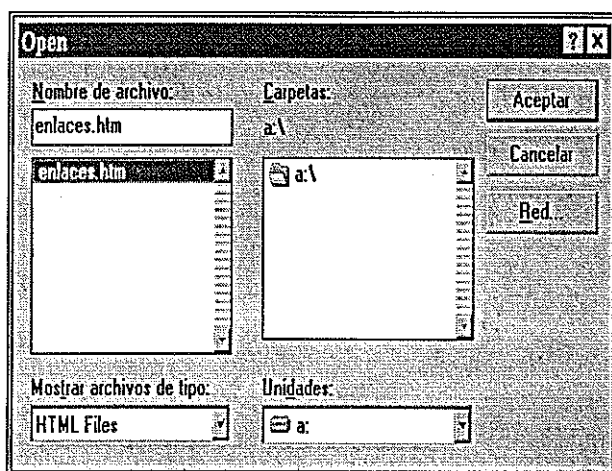 Open
Nombre de archivo:
enlaces.htm
enlaces.htm
Carpetas:
a:\
a:\
Aceptar
Cancelar
Red...
Mostrar archivos de tipo:
HTML Files
Unidades:
a: